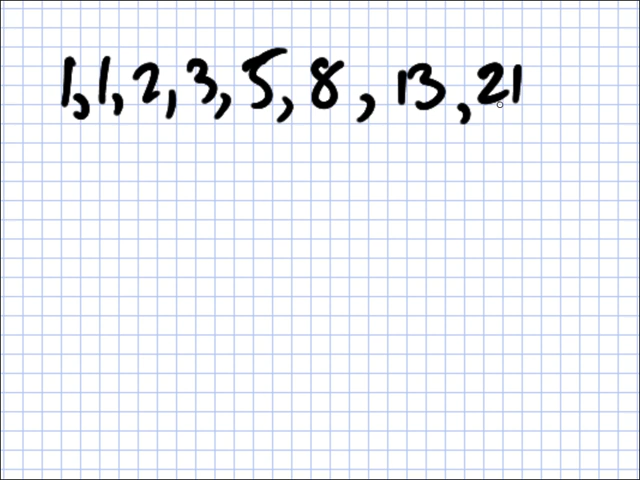 1, 1, 2, 3, 5, 8, 13, 21